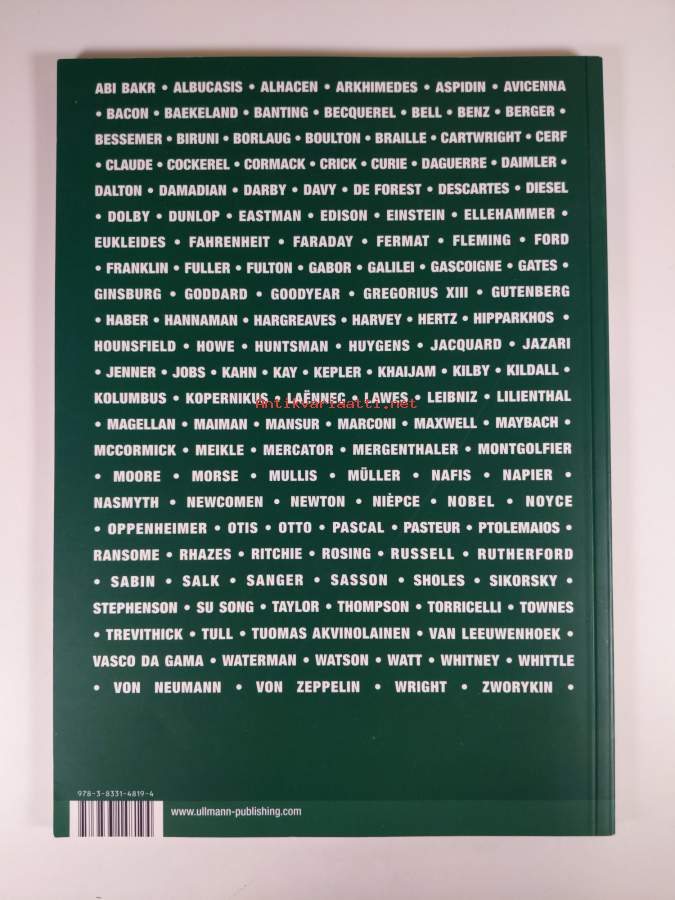 ABI BAKR • ALBUCASIS • ALHACEN • ARKHIMEDES • ASPIDIN • AVICENNA
• BACON • BAEKELAND • BANTING • BECQUEREL • BELL • BENZ • BERGER •
BESSEMER • BIRUNI • BORLAUG • BOULTON • BRAILLE • CARTWRIGHT • CERF
• CLAUDE • COCKEREL • CORMACK • CRICK • CURIE • DAGUERRE • DAIMLER •
DALTON • DAMADIAN • DARBY • DAVY • DE FOREST • DESCARTES • DIESEL
• DOLBY • DUNLOP • EASTMAN • EDISON • EINSTEIN • ELLEHAMMER •
EUKLEIDES • FAHRENHEIT • FARADAY • FERMAT • FLEMING • FORD
• FRANKLIN • FULLER • FULTON • GABOR • GALILEI • GASCOIGNE • GATES •
GINSBURG • GODDARD • GOODYEAR • GREGORIUS XIII • GUTENBERG
• HABER • HANNAMAN • HARGREAVES • HARVEY • HERTZ • HIPPARKHOS •
HOUNSFIELD • HOWE • HUNTSMAN • HUYGENS • JACQUARD • JAZARI
• JENNER • JOBS • KAHN • KAY • KEPLER • KHAIJAM • KILBY • KILDALL •
KOLUMBUS • KOPERNIKUS • LAËNNEC • LAWES • LEIBNIZ • LILIENTHAL
Antikvariaatti.net
• MAGELLAN • MAIMAN • MANSUR • MARCONI • MAXWELL • MAYBACH •
MCCORMICK • MEIKLE • MERCATOR • MERGENTHALER • MONTGOLFIER
• MOORE • MORSE • MULLIS • MÜLLER • NAFIS • NAPIER •
NASMYTH • NEWCOMEN • NEWTON • NIÈPCE • NOBEL • NOYCE
• OPPENHEIMER • OTIS • OTTO • PASCAL • PASTEUR • PTOLEMAIOS •
RANSOME • RHAZES • RITCHIE • ROSING • RUSSELL • RUTHERFORD
• SABIN • SALK • SANGER • SASSON • SHOLES • SIKORSKY •
STEPHENSON • SU SONG • TAYLOR • THOMPSON • TORRICELLI • TOWNES
• TREVITHICK • TULL • TUOMAS AKVINOLAINEN • VAN LEEUWENHOEK •
VASCO DA GAMA • WATERMAN • WATSON • WATT • WHITNEY • WHITTLE
• VON NEUMANN • VON ZEPPELIN • WRIGHT • ZWORYKIN •
978-3-8331-4819-4
www.ullmann-publishing.com